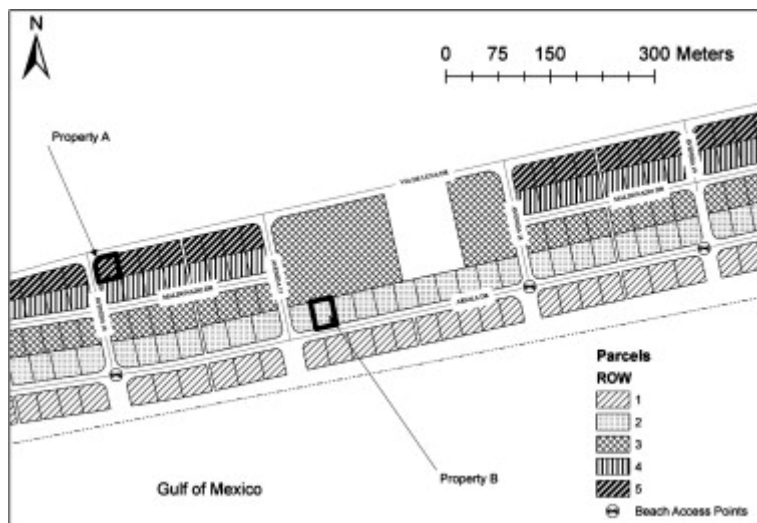 N
0 75 150 300 Meters
Property A
Property B
Gulf of Mexico
Parcels
ROW
1
2
3
4
5
Beach Access Points